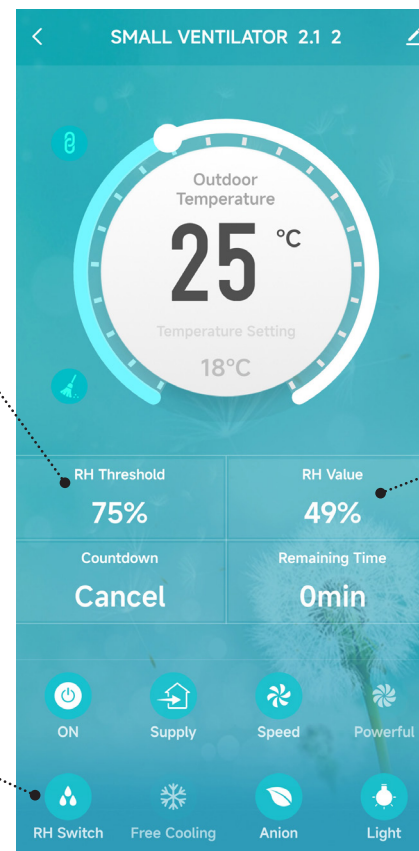 SMALL VENTILATOR 2.1 2
Outdoor
Temperature
25 °C
Temperature Setting
18°C
RH Threshold
RH Value
75%
49%
Countdown
Remaining Time
Cancel
0min
ON
Supply
Speed
Powerful
RH Switch
Free Cooling
Anion
Light